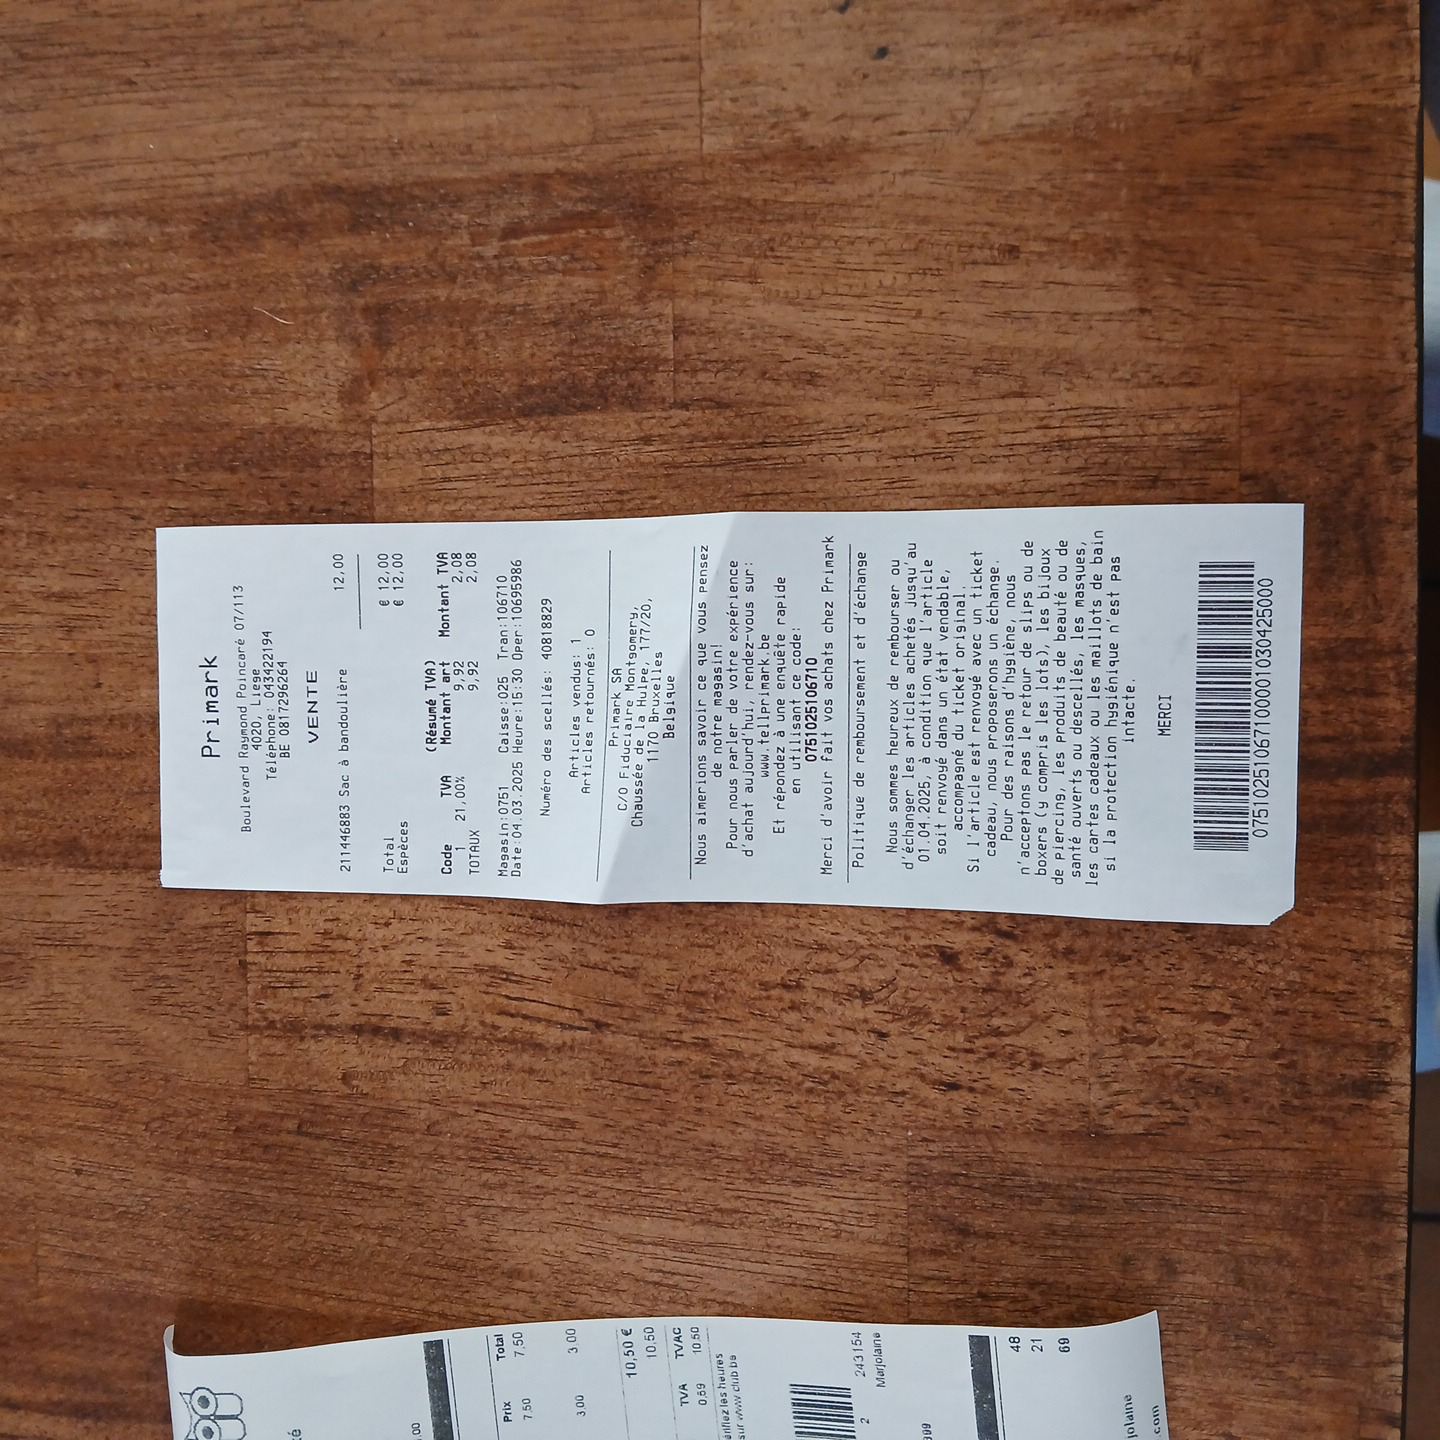 Primark
Boulevard Raymond Poincaré 07/113
4020, Liege
Téléphone: 043422194
BE 0817296264
VENTE
21146883 Sac à bandoulière 12,00
Total € 12,00
Espèces € 12,00
(Résumé TVA)
Code TVA Montant art Montant TVA
1 21,00% 9,92 2,08
TOTAUX 9,92 2,08
Magasin:0751 Caisse:025 Tran:106710
Date:04.03.2025 Heure:15:30 Oper:10695986
Numéro des scellés: 40818829
Articles vendus: 1
Articles retournés: 0
Primark SA
C/O Fiduciaire Montgomery,
Chaussée de la Hulpe, 177/20,
1170 Bruxelles
Belgique
Nous aimerions savoir ce que vous pensez
de notre magasin!
Pour nous parler de votre expérience
d'achat aujourd'hui, rendez-vous sur:
www.tellprimark.be
Et répondez à une enquête rapide
en utilisant ce code:
0751025106710
Merci d'avoir fait vos achats chez Primark
Politique de remboursement et d'échange
Nous sommes heureux de rembourser ou
d'échanger les articles achetés jusqu'au
01.04.2025, à condition que l'article
soit renvoyé dans un état vendable,
accompagné du ticket original.
Si l'article est renvoyé avec un ticket
cadeau, nous proposerons un échange.
Pour des raisons d'hygiène, nous
n'acceptons pas le retour de slips ou de
boxers (y compris les lots), les bijoux
de piercing, les produits de beauté ou de
santé ouverts ou descellés, les masques,
les cartes cadeaux ou les maillots de bain
si la protection hygiénique n'est pas
intacte.
MERCI
07510251067100001030425000
Prix Total
7,50 7,50
3,00 3,00
10,50 €
10,50
TVA TVAC
0,59 10,50
sur www.club.be
2 243154
Marjolaine
48
21
69